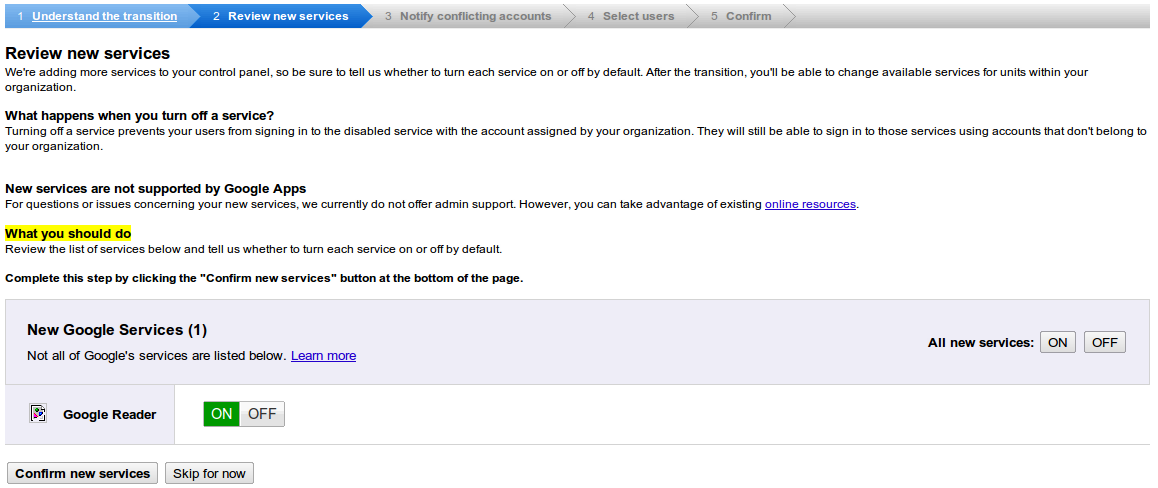 1 Understand the transition 2 Review new services 3 Notify conflicting accounts 4 Select users 5 Confirm
Review new services
We're adding more services to your control panel, so be sure to tell us whether to turn each service on or off by default. After the transition, you'll be able to change available services for units within your
organization.
What happens when you turn off a service?
Turning off a service prevents your users from signing in to the disabled service with the account assigned by your organization. They will still be able to sign in to those services using accounts that don't belong to
your organization.
New services are not supported by Google Apps
For questions or issues concerning your new services, we currently do not offer admin support. However, you can take advantage of existing online resources.
What you should do
Review the list of services below and tell us whether to turn each service on or off by default.
Complete this step by clicking the "Confirm new services" button at the bottom of the page.
New Google Services (1)
Not all of Google's services are listed below. Learn more
All new services: ON OFF
Google Reader ON OFF
Confirm new services Skip for now